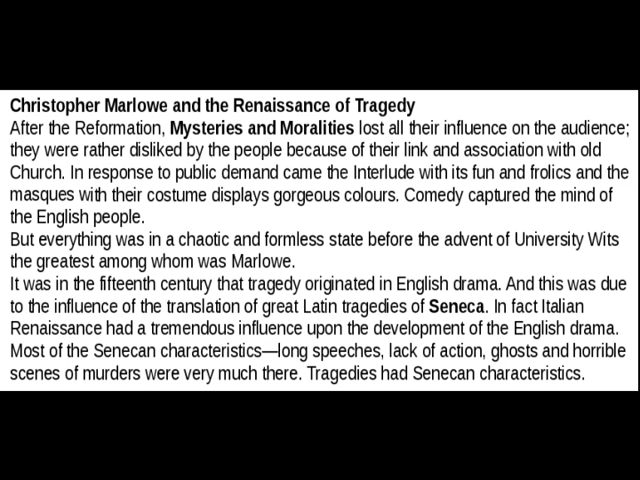 Christopher Marlowe and the Renaissance of Tragedy
After the Reformation, Mysteries and Moralities lost all their influence on the audience;
they were rather disliked by the people because of their link and association with old
Church. In response to public demand came the Interlude with its fun and frolics and the
masques with their costume displays gorgeous colours. Comedy captured the mind of
the English people.
But everything was in a chaotic and formless state before the advent of University Wits
the greatest among whom was Marlowe.
It was in the fifteenth century that tragedy originated in English drama. And this was due
to the influence of the translation of great Latin tragedies of Seneca. In fact Italian
Renaissance had a tremendous influence upon the development of the English drama.
Most of the Senecan characteristics—long speeches, lack of action, ghosts and horrible
scenes of murders were very much there. Tragedies had Senecan characteristics.